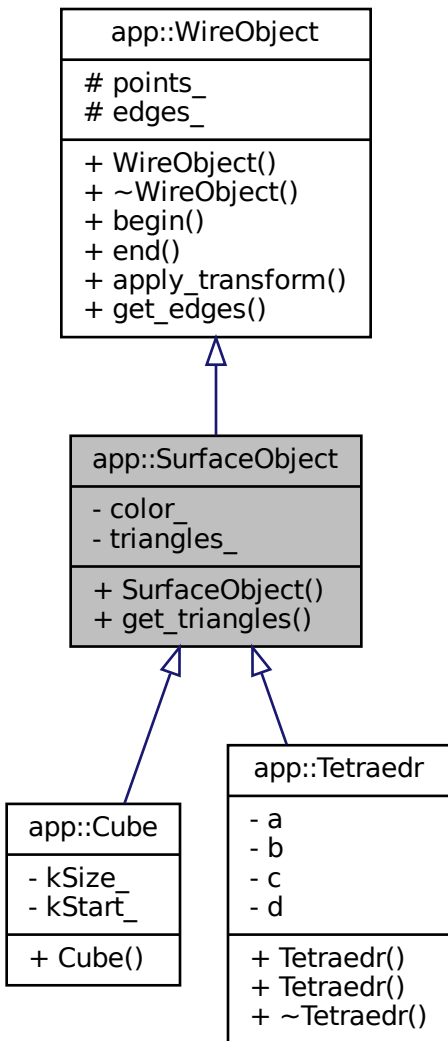 app::WireObject
# points_
# edges_
+ WireObject()
+ ~WireObject()
+ begin()
+ end()
+ apply_transform()
+ get_edges()
app::SurfaceObject
- color_
- triangles_
+ SurfaceObject()
+ get_triangles()
app::Cube
- kSize_
- kStart_
+ Cube()
app::Tetraedr
- a
- b
- c
- d
+ Tetraedr()
+ Tetraedr()
+ ~Tetraedr()